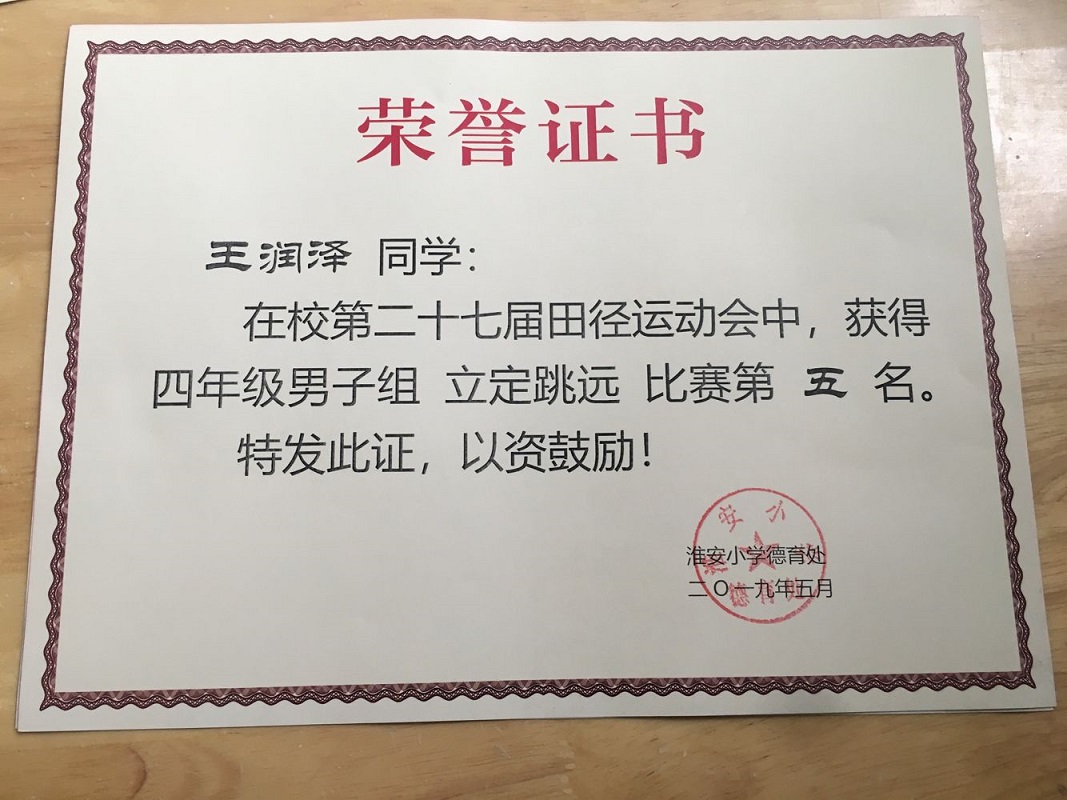 荣誉证书
王润泽 同学：
在校第二十七届田径运动会中，获得
四年级男子组 立定跳远 比赛第 五 名。
特发此证，以资鼓励！
淮安小学德育处
二〇一九年五月